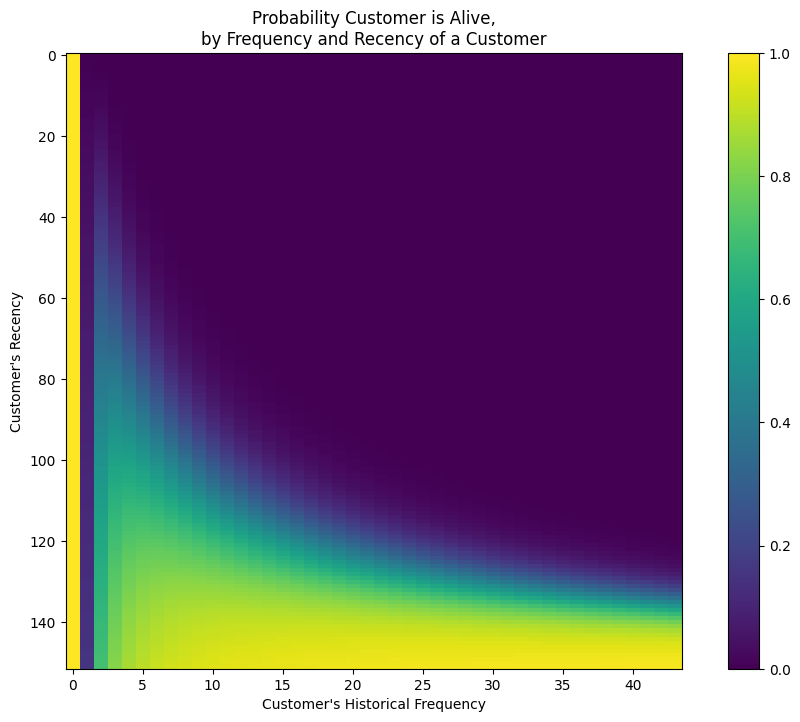 Probability Customer is Alive,
by Frequency and Recency of a Customer
0
20
40
60
80
100
120
140
Customer's Recency
0 5 10 15 20 25 30 35 40
Customer's Historical Frequency
1.0
0.8
0.6
0.4
0.2
0.0